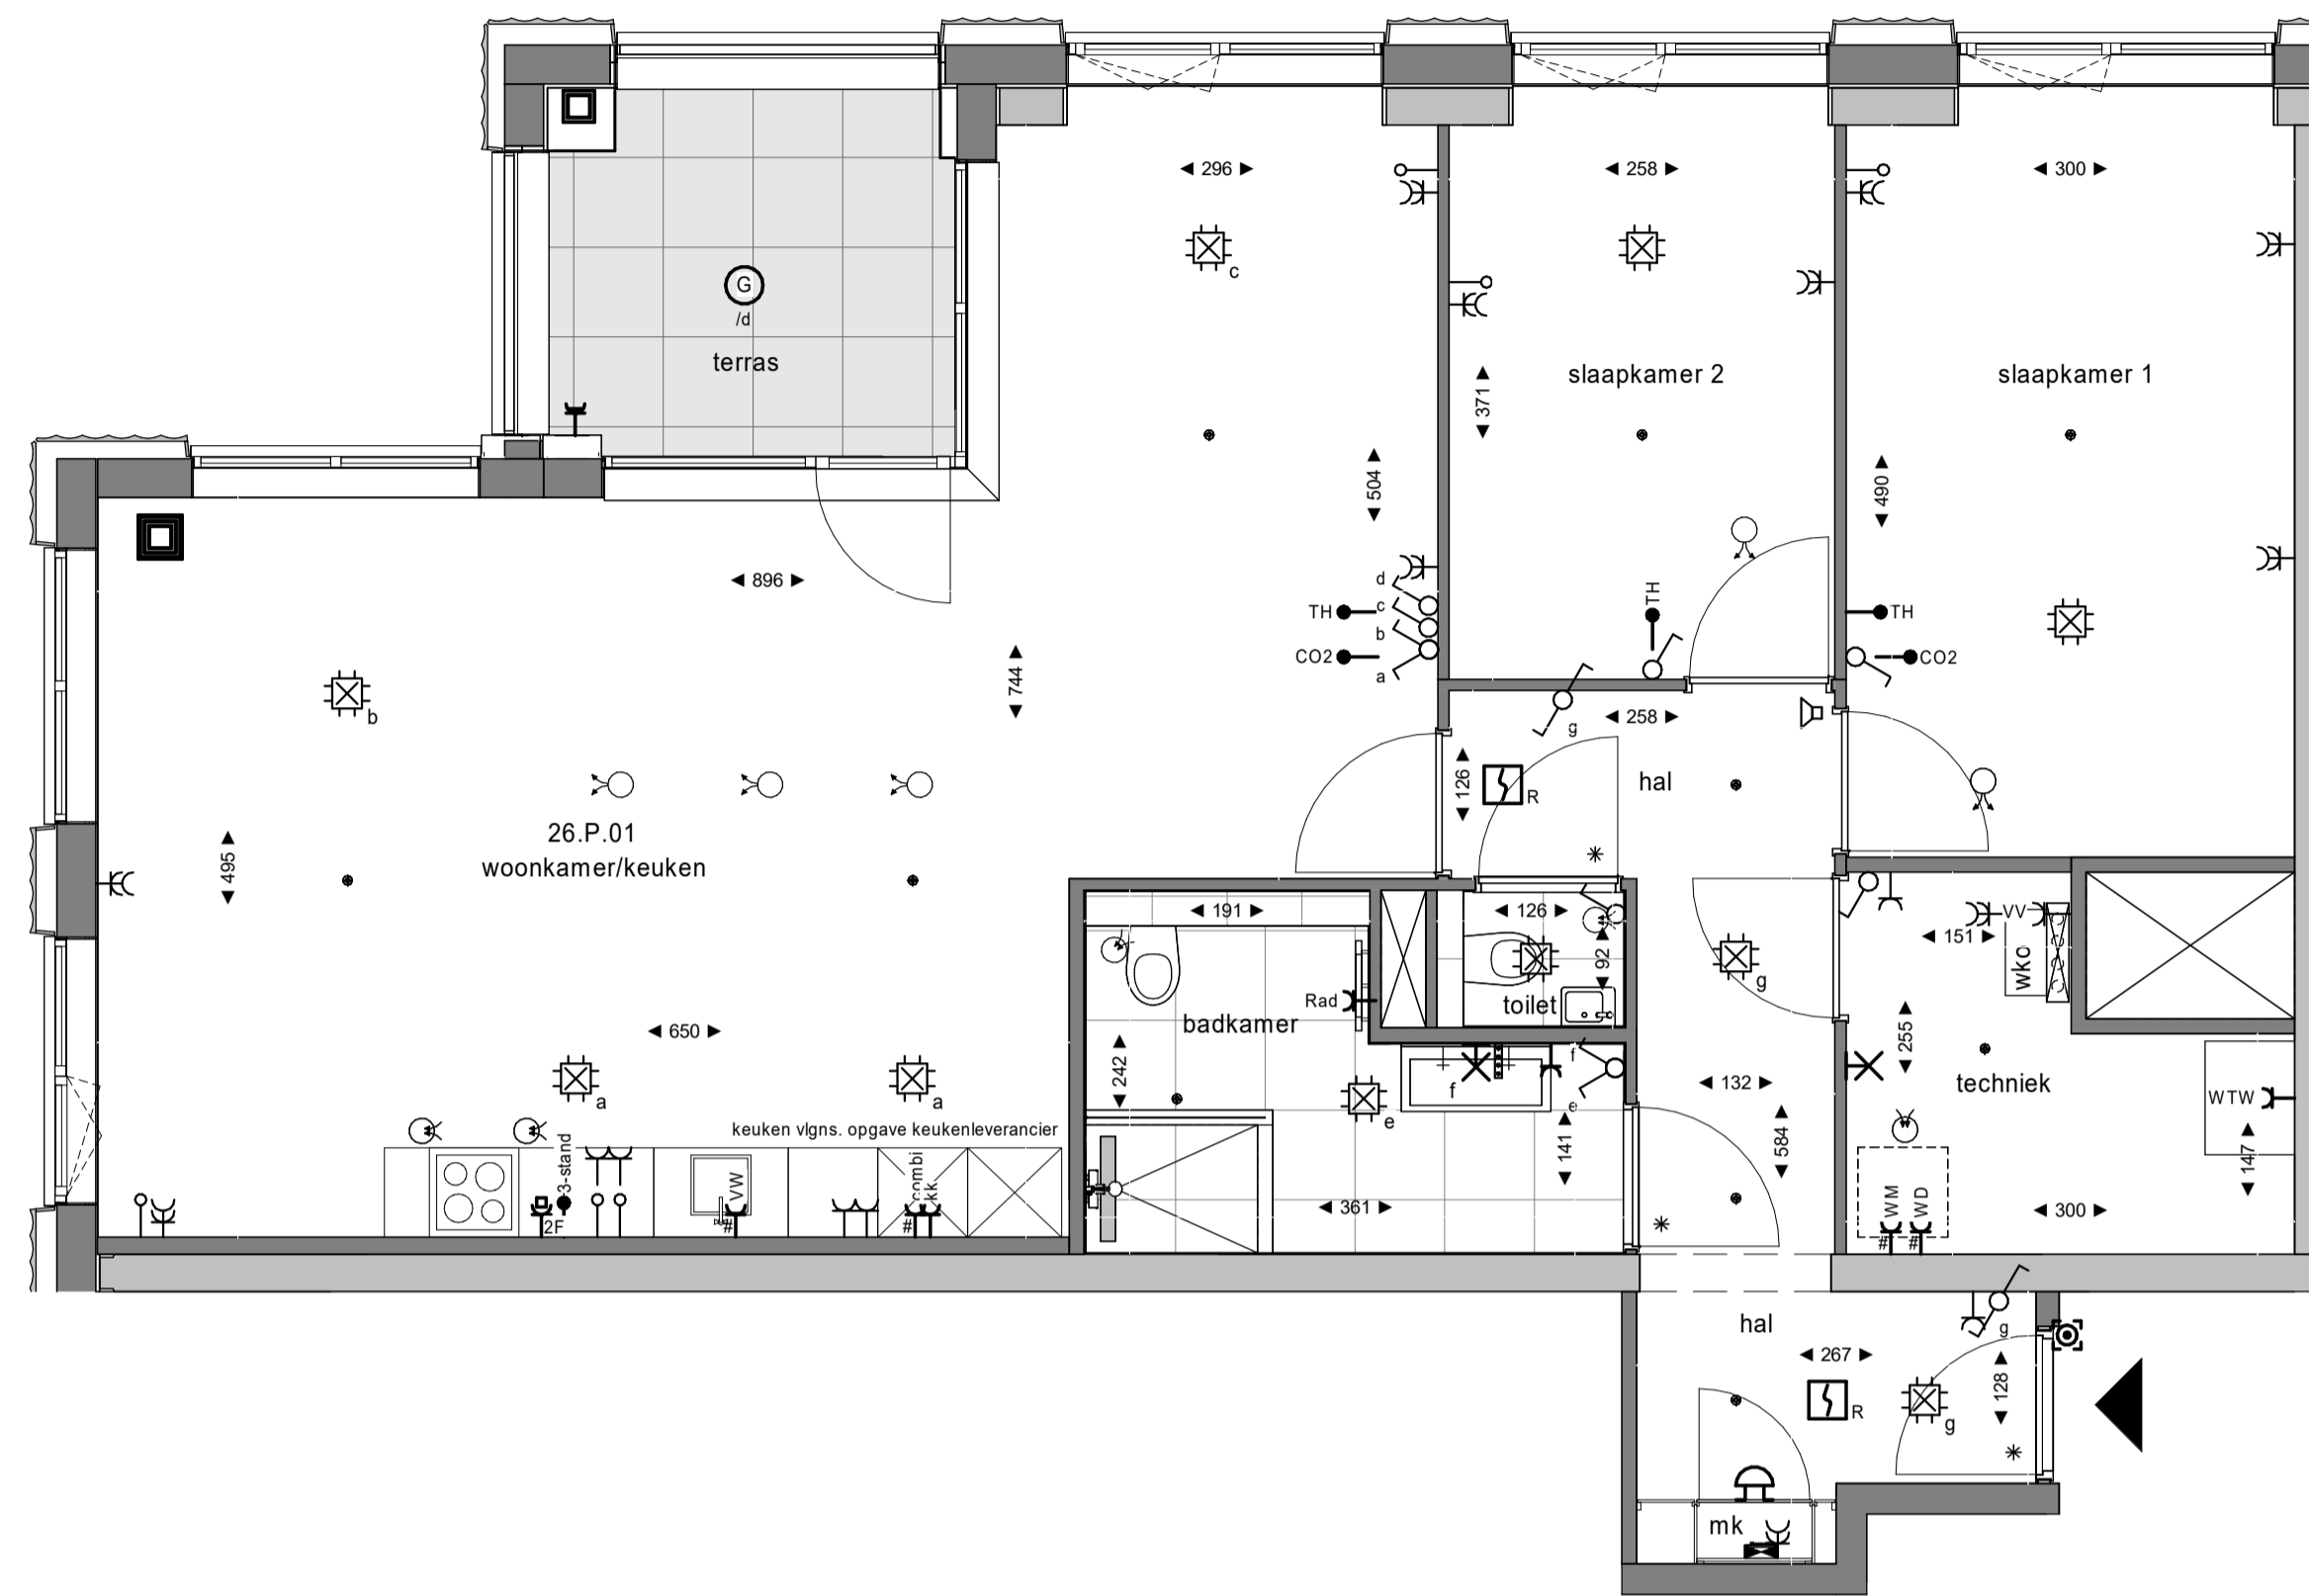 ◄ 296 ►
◄ 258 ►
◄ 300 ►
c
G
/d
terras
slaapkamer 2
slaapkamer 1
◄ 371 ►
◄ 504 ►
◄ 490 ►
◄ 896 ►
d
TH
c
b
CO2
a
TH
TH
CO2
◄ 744 ►
b
g
◄ 258 ►
◄ 126 ►
R
hal
26.P.01
woonkamer/keuken
◄ 495 ►
◄ 191 ►
◄ 126 ►
◄ 92 ►
VV
◄ 151 ►
wko
g
Rad
toilet
badkamer
◄ 650 ►
◄ 242 ►
◄ 255 ►
f
f
e
e
◄ 132 ►
techniek
WTW
a
a
keuken vlgns. opgave keukenleverancier
◄ 141 ►
◄ 584 ►
◄ 147 ►
3-stand
2F
VW
#
combi
kk
#
◄ 361 ►
WM
WD
#
#
◄ 300 ►
hal
g
◄ 267 ►
◄ 128 ►
R
g
mk